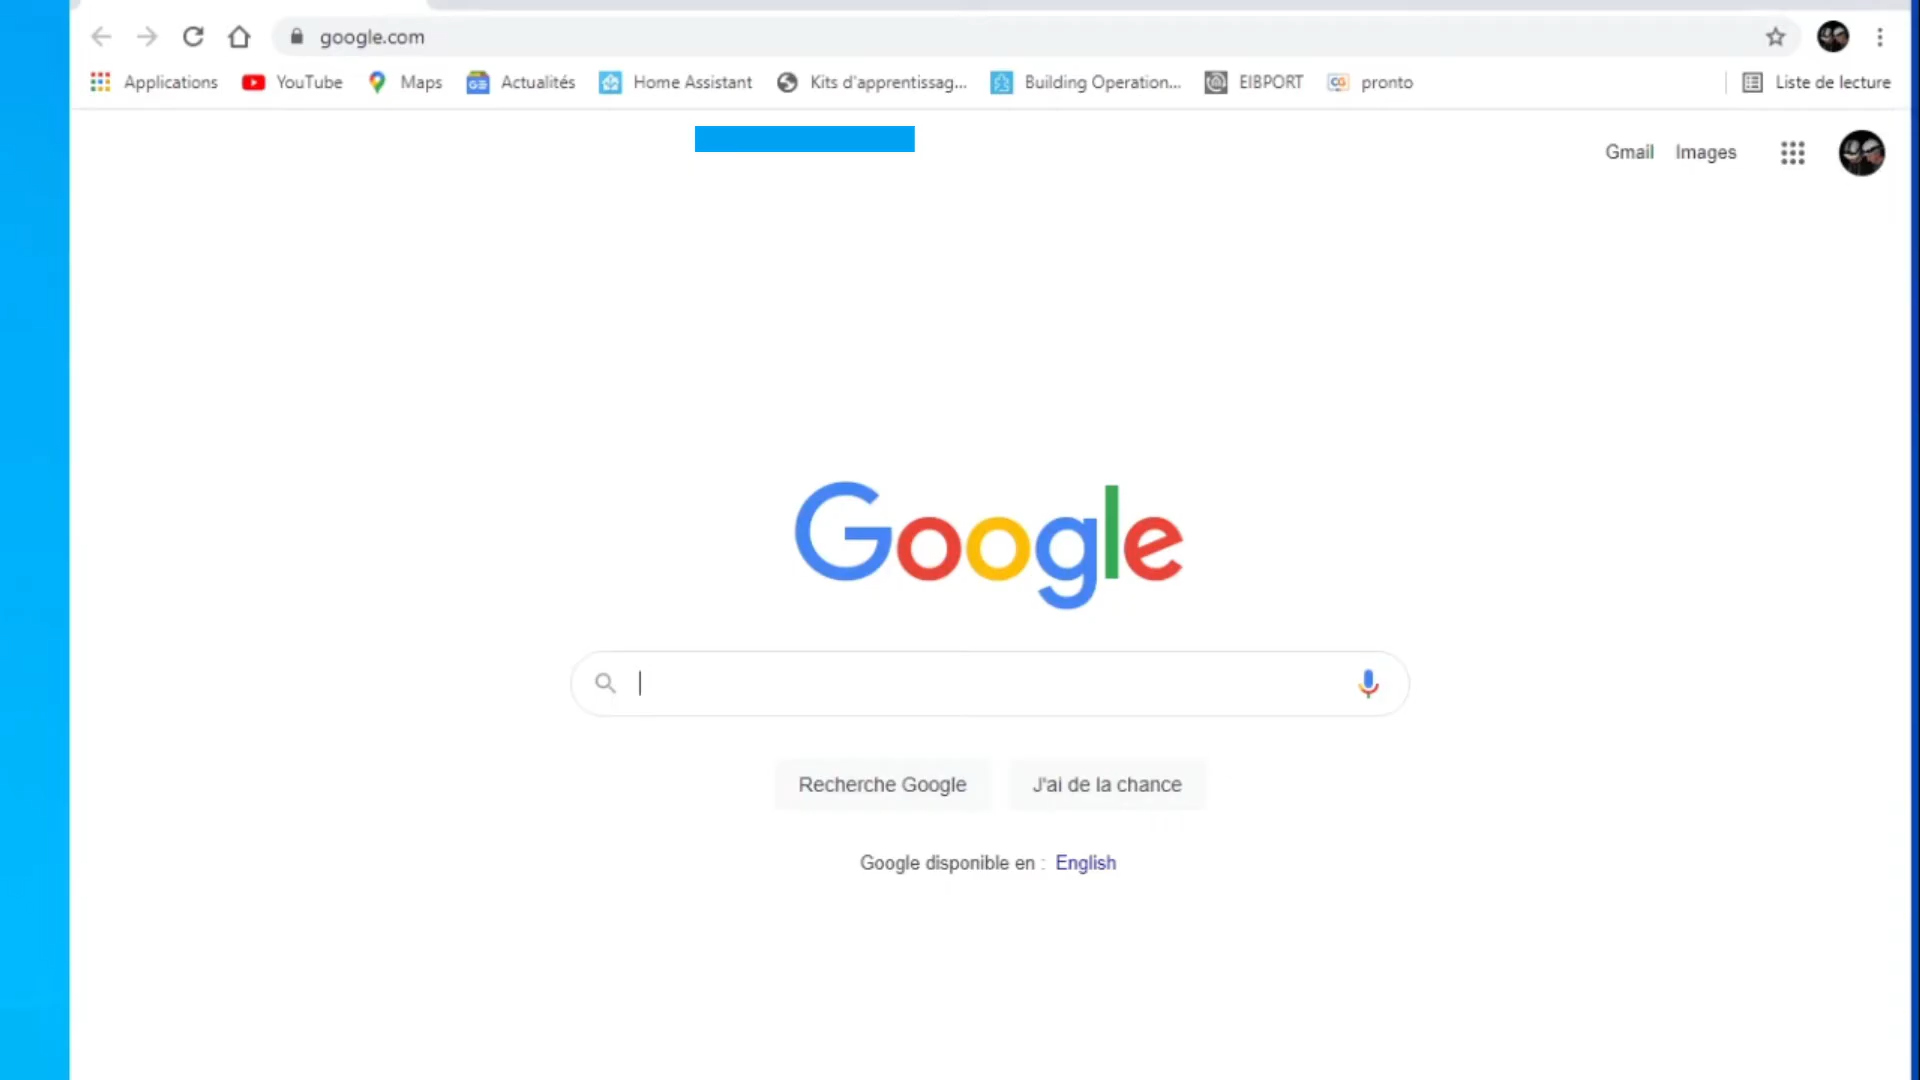 google.com
Applications YouTube Maps Actualités Home Assistant Kits d'apprentissag... Building Operation... EIBPORT pronto Liste de lecture
Gmail Images
Google
Recherche Google J'ai de la chance
Google disponible en : English